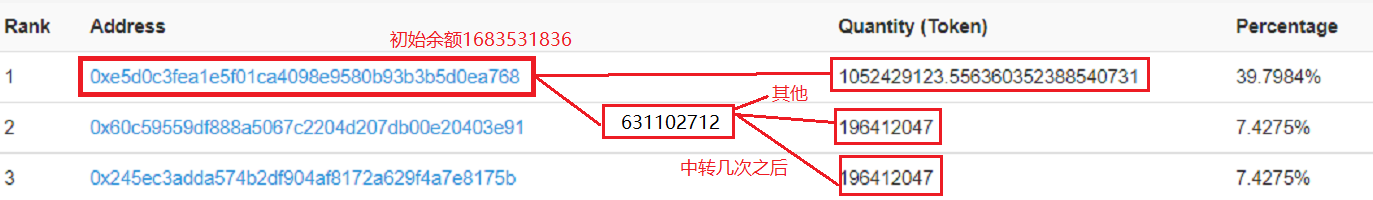 Rank Address Quantity (Token) Percentage
初始余额1683531836
1 0xe5d0c3fea1e5f01ca4098e9580b93b3b5d0ea768 1052429123.556360352388540731 39.7984%
其他
631102712
2 0x60c59559df888a5067c2204d207db00e20403e91 196412047 7.4275%
中转几次之后
3 0x245ec3adda574b2df904af8172a629f4a7e8175b 196412047 7.4275%